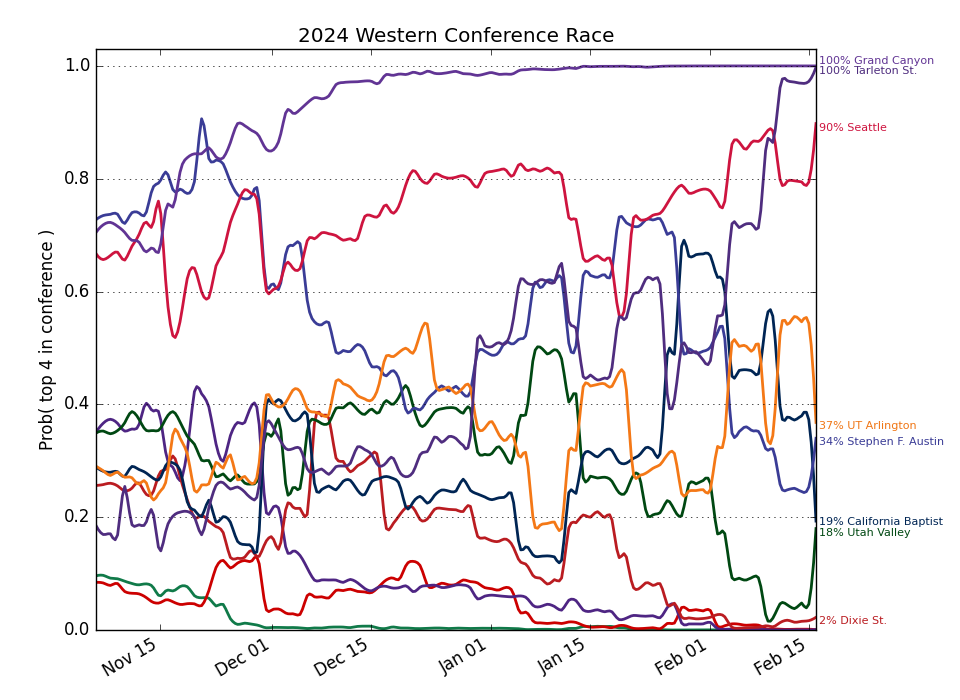 2024 Western Conference Race
Prob( top 4 in conference )
1.0
0.8
0.6
0.4
0.2
0.0
Nov 15
Dec 01
Dec 15
Jan 01
Jan 15
Feb 01
Feb 15
100% Grand Canyon
100% Tarleton St.
90% Seattle
37% UT Arlington
34% Stephen F. Austin
19% California Baptist
18% Utah Valley
2% Dixie St.